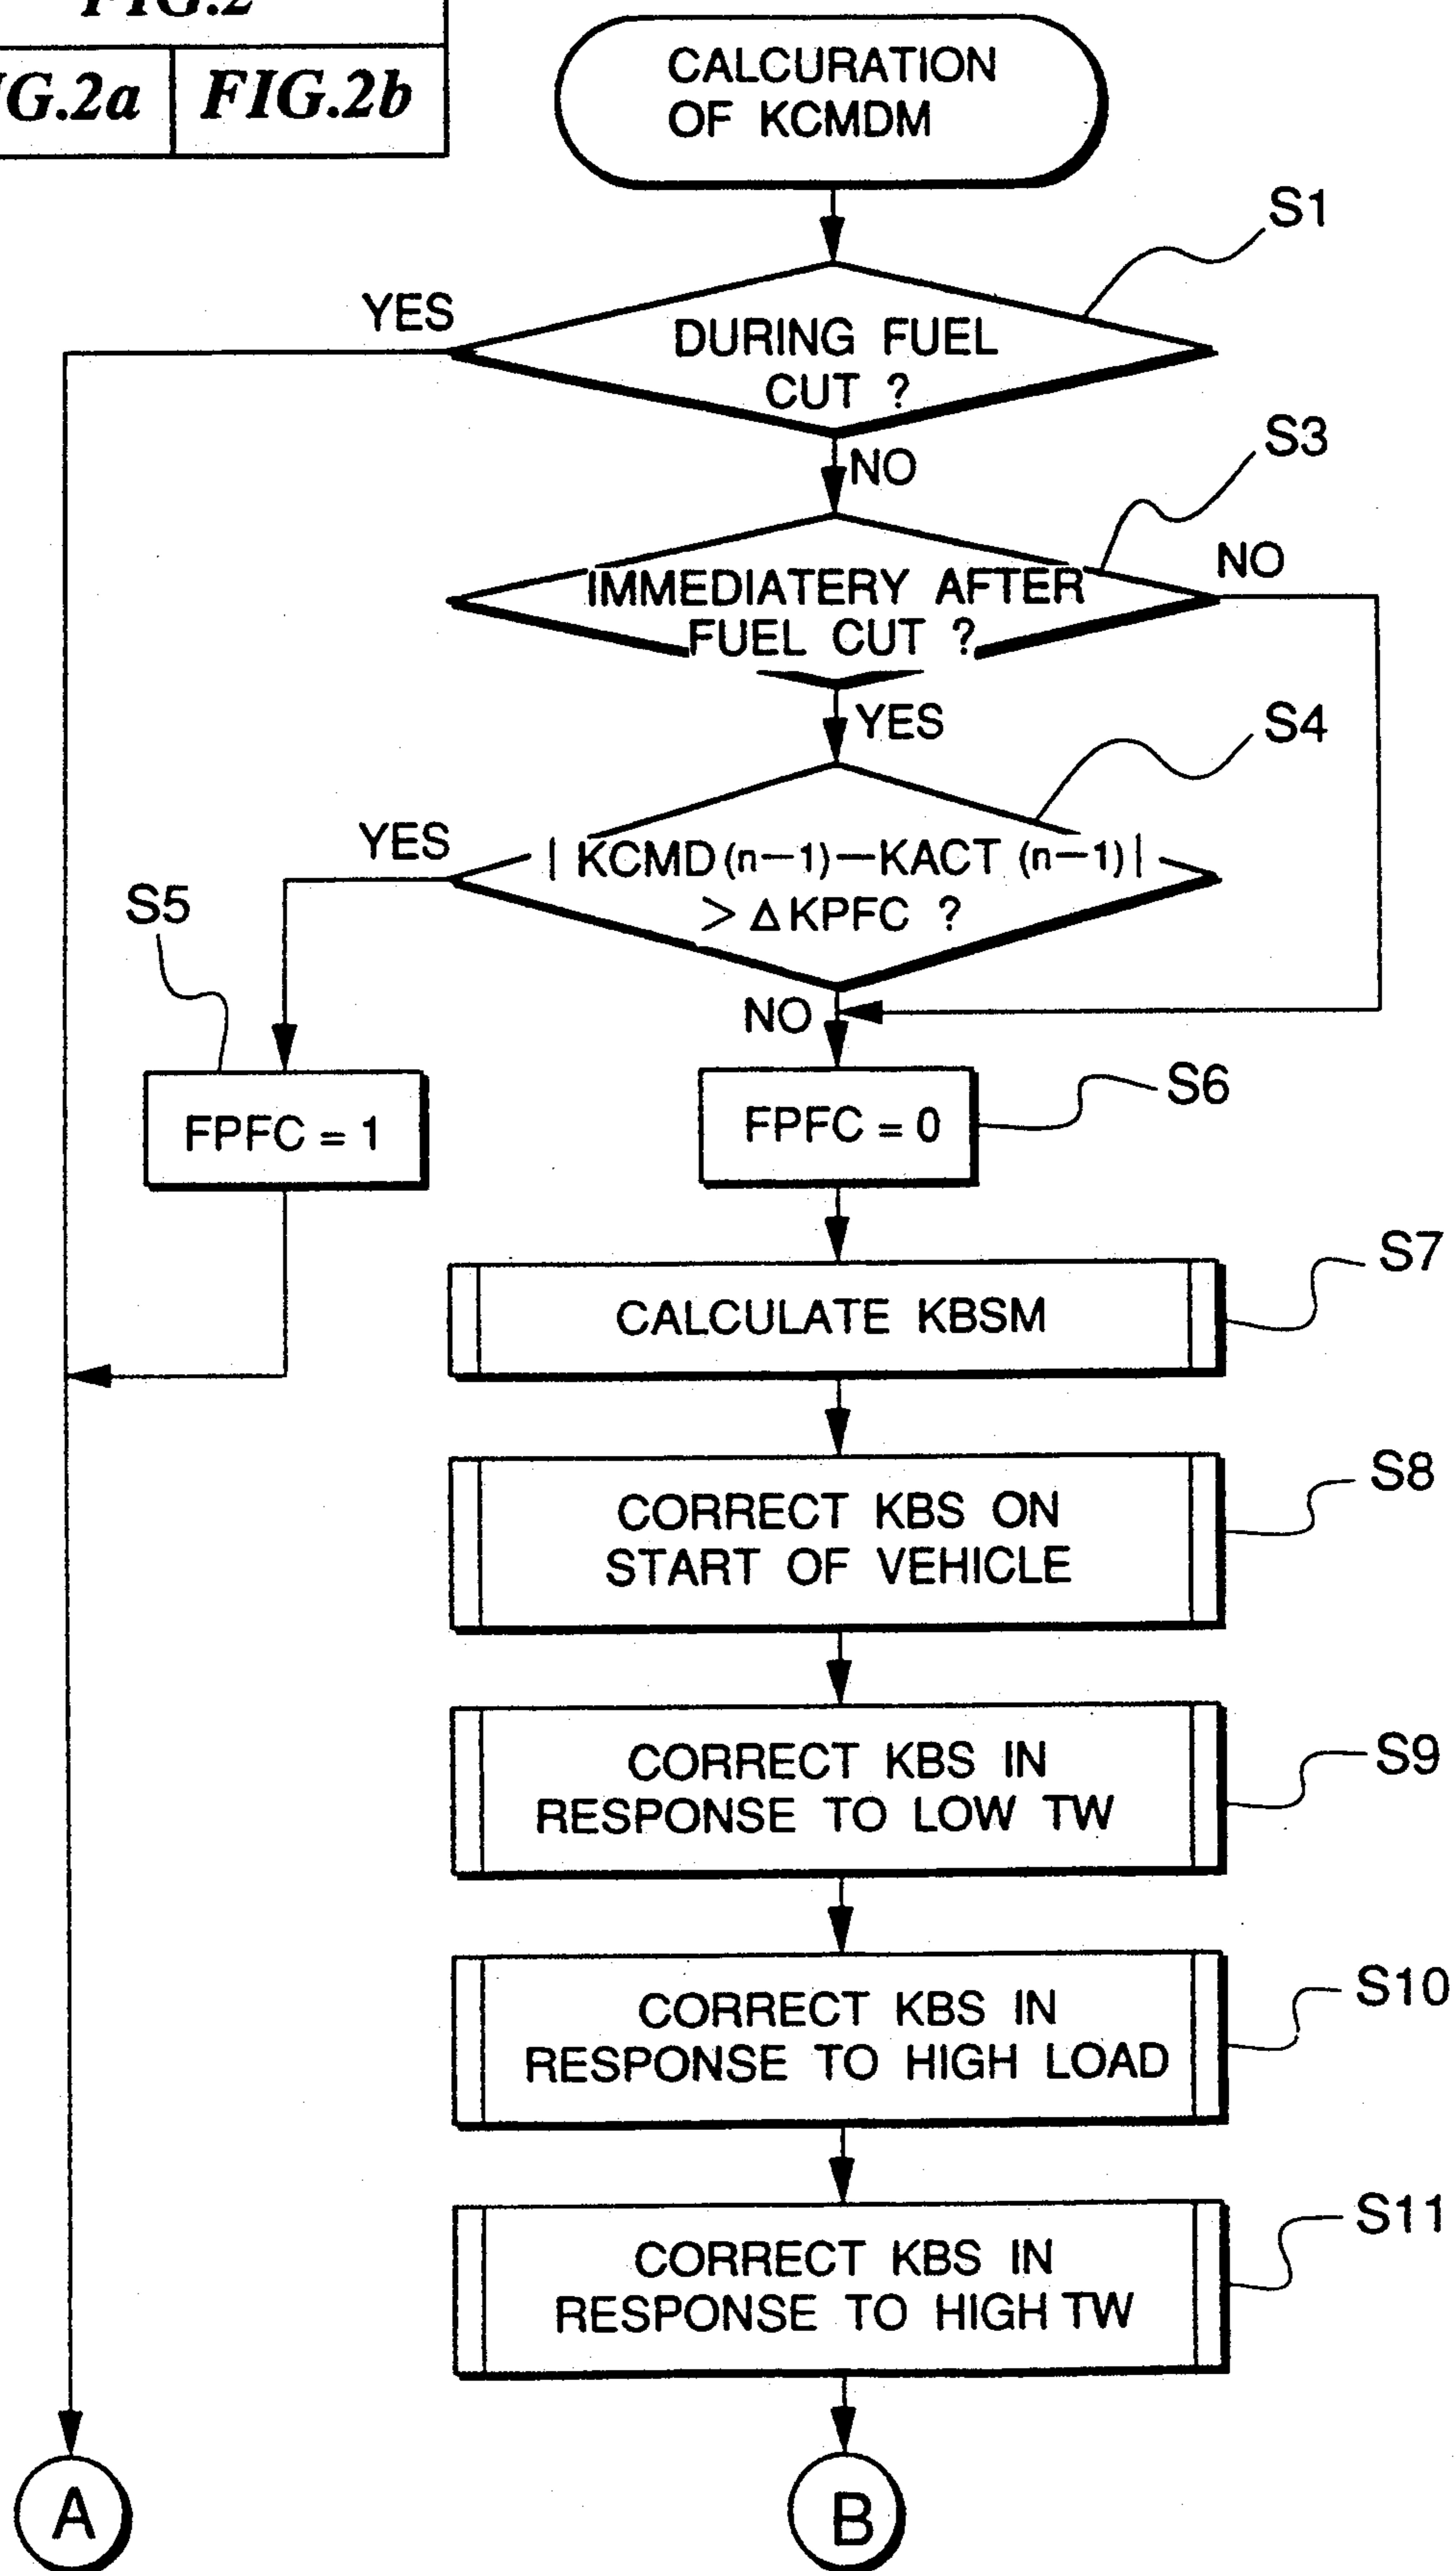 FIG.2
FIG.2b
CALCURATION
OF KCMDM
S1
YES
DURING FUEL
CUT ?
NO
S3
IMMEDIATERY AFTER
FUEL CUT ?
NO
YES
S4
YES
| KCMD(n−1)−KACT (n−1)|
> Δ KPFC ?
S5
NO
FPFC = 1
FPFC = 0
S6
CALCULATE KBSM
S7
CORRECT KBS ON
START OF VEHICLE
S8
CORRECT KBS IN
RESPONSE TO LOW TW
S9
CORRECT KBS IN
RESPONSE TO HIGH LOAD
S10
CORRECT KBS IN
RESPONSE TO HIGH TW
S11
A
B